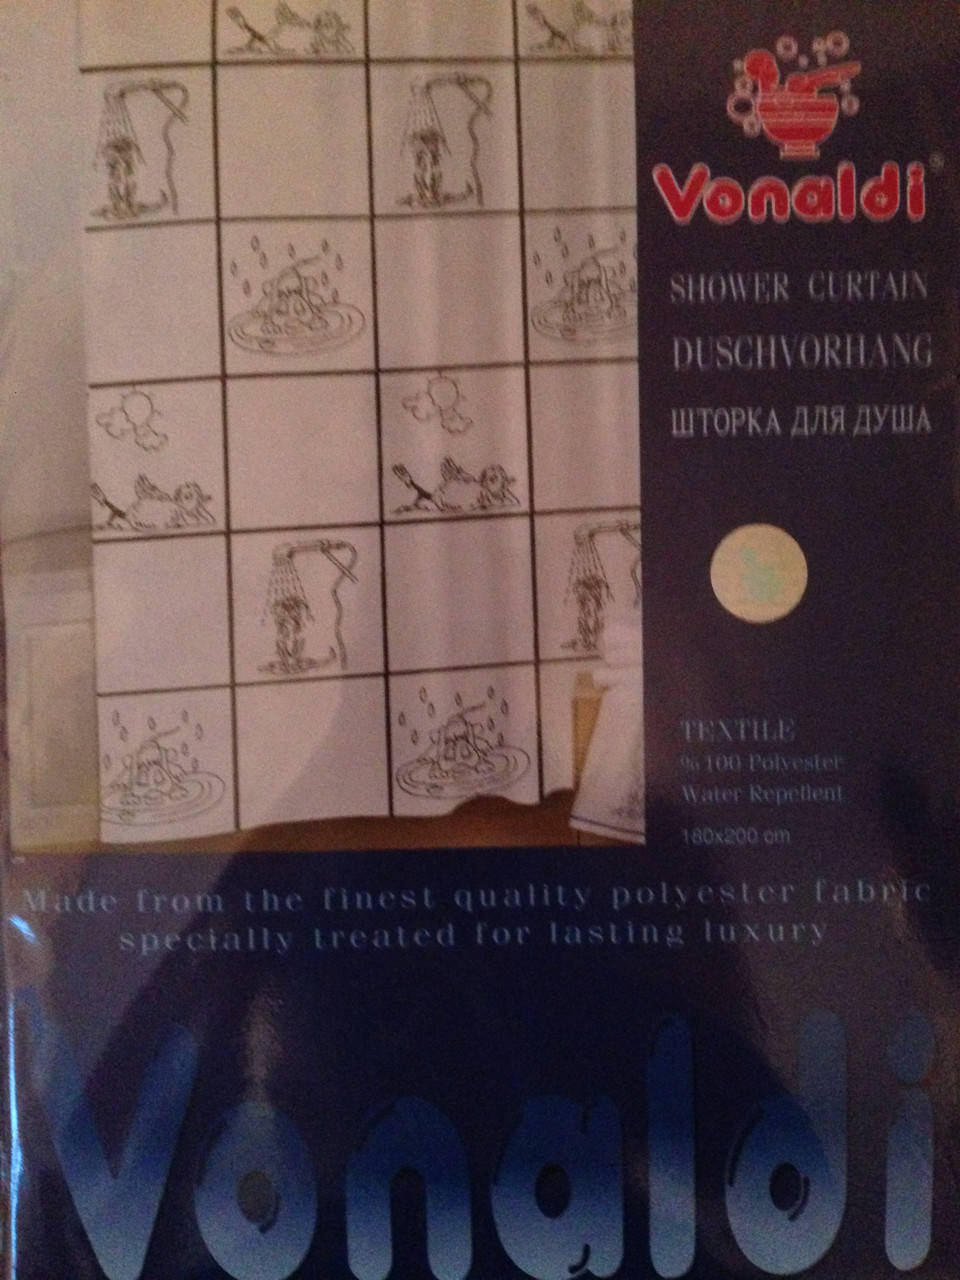 Vonaldi®
SHOWER CURTAIN
DUSCHVORHANG
ШТОРКА ДЛЯ ДУША
TEXTILE
%100 Polyester
Water Repellent
180x200 cm
Made from the finest quality polyester fabric
specially treated for lasting luxury
Vonaldi